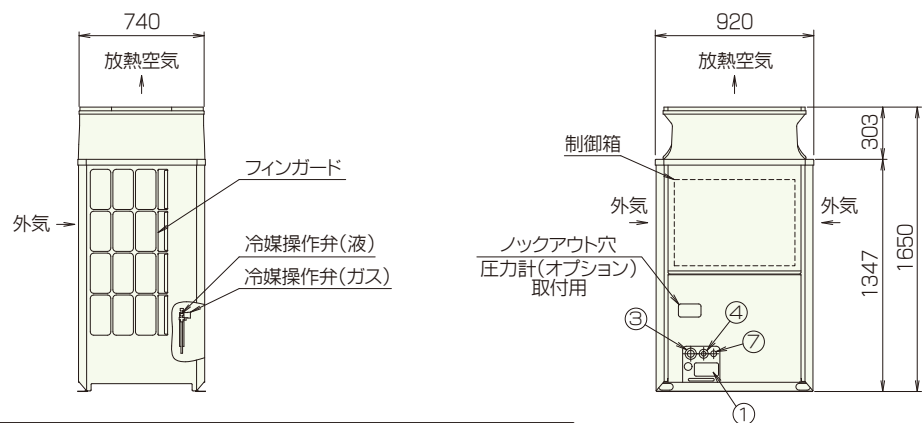 740
放熱空気
フィンガード
外気
冷媒操作弁(液)
冷媒操作弁(ガス)
920
放熱空気
制御箱
外気
外気
ノックアウト穴
圧力計(オプション)
取付用
303
1347
1650
③
④
⑦
①